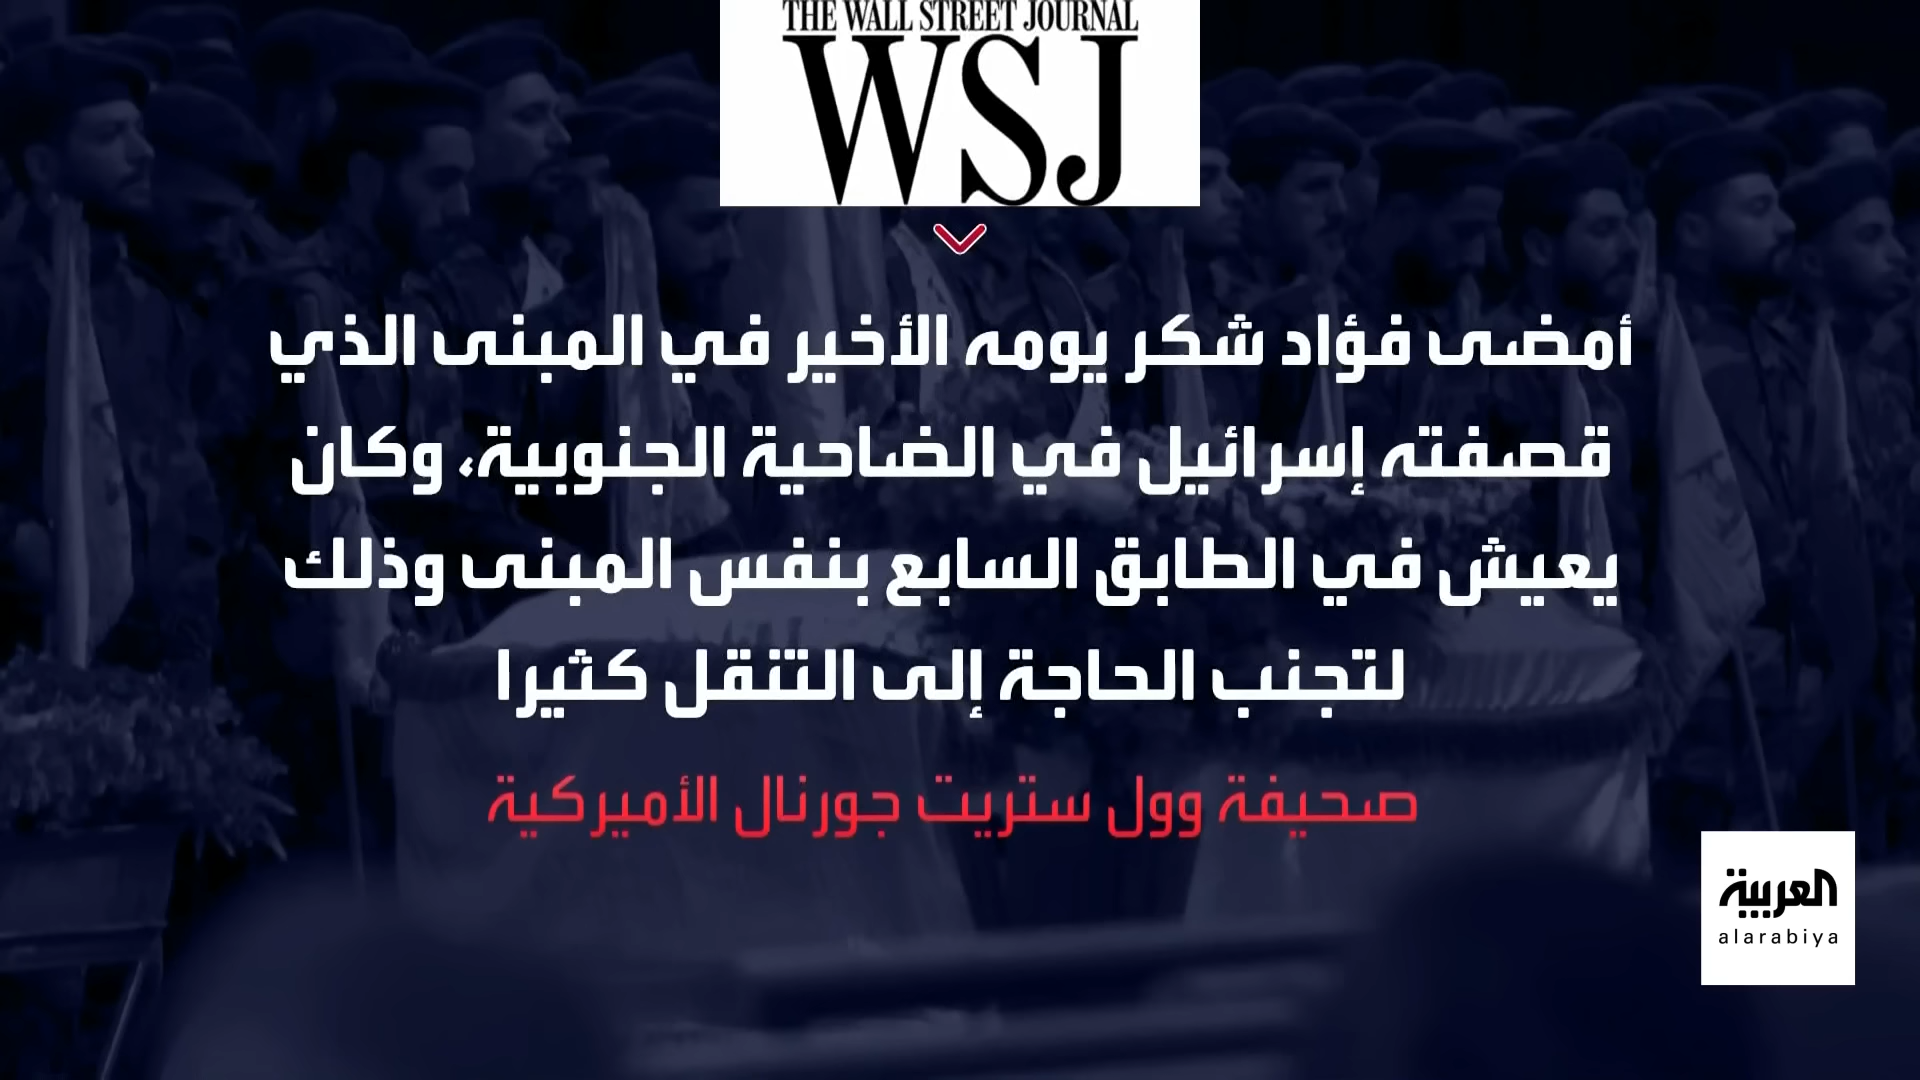 THE WALL STREET JOURNAL
WSJ
أمضى فؤاد شكر يومه الأخير في المبنى الذي
قصفته إسرائيل في الضاحية الجنوبية، وكان
يعيش في الطابق السابع بنفس المبنى وذلك
لتجنب الحاجة إلى التنقل كثيرا
صحيفة وول ستريت جورنال الأميركية
العربية
alarabiya